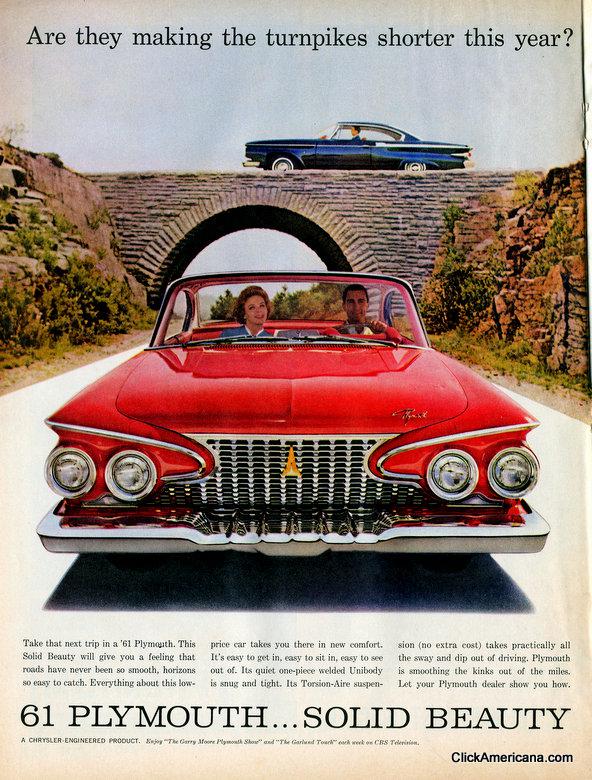 Are they making the turnpikes shorter this year?
Plymouth
Take that next trip in a '61 Plymouth. This
Solid Beauty will give you a feeling that
roads have never been so smooth, horizons
so easy to catch. Everything about this low-
price car takes you there in new comfort.
It's easy to get in, easy to sit in, easy to see
out of. Its quiet one-piece welded Unibody
is snug and tight. Its Torsion-Aire suspen-
sion (no extra cost) takes practically all
the sway and dip out of driving. Plymouth
is smoothing the kinks out of the miles.
Let your Plymouth dealer show you how.
61 PLYMOUTH...SOLID BEAUTY
A CHRYSLER-ENGINEERED PRODUCT. Enjoy "The Garry Moore Plymouth Show" and "The Garlund Touch" each week on CBS Television.
ClickAmericana.com